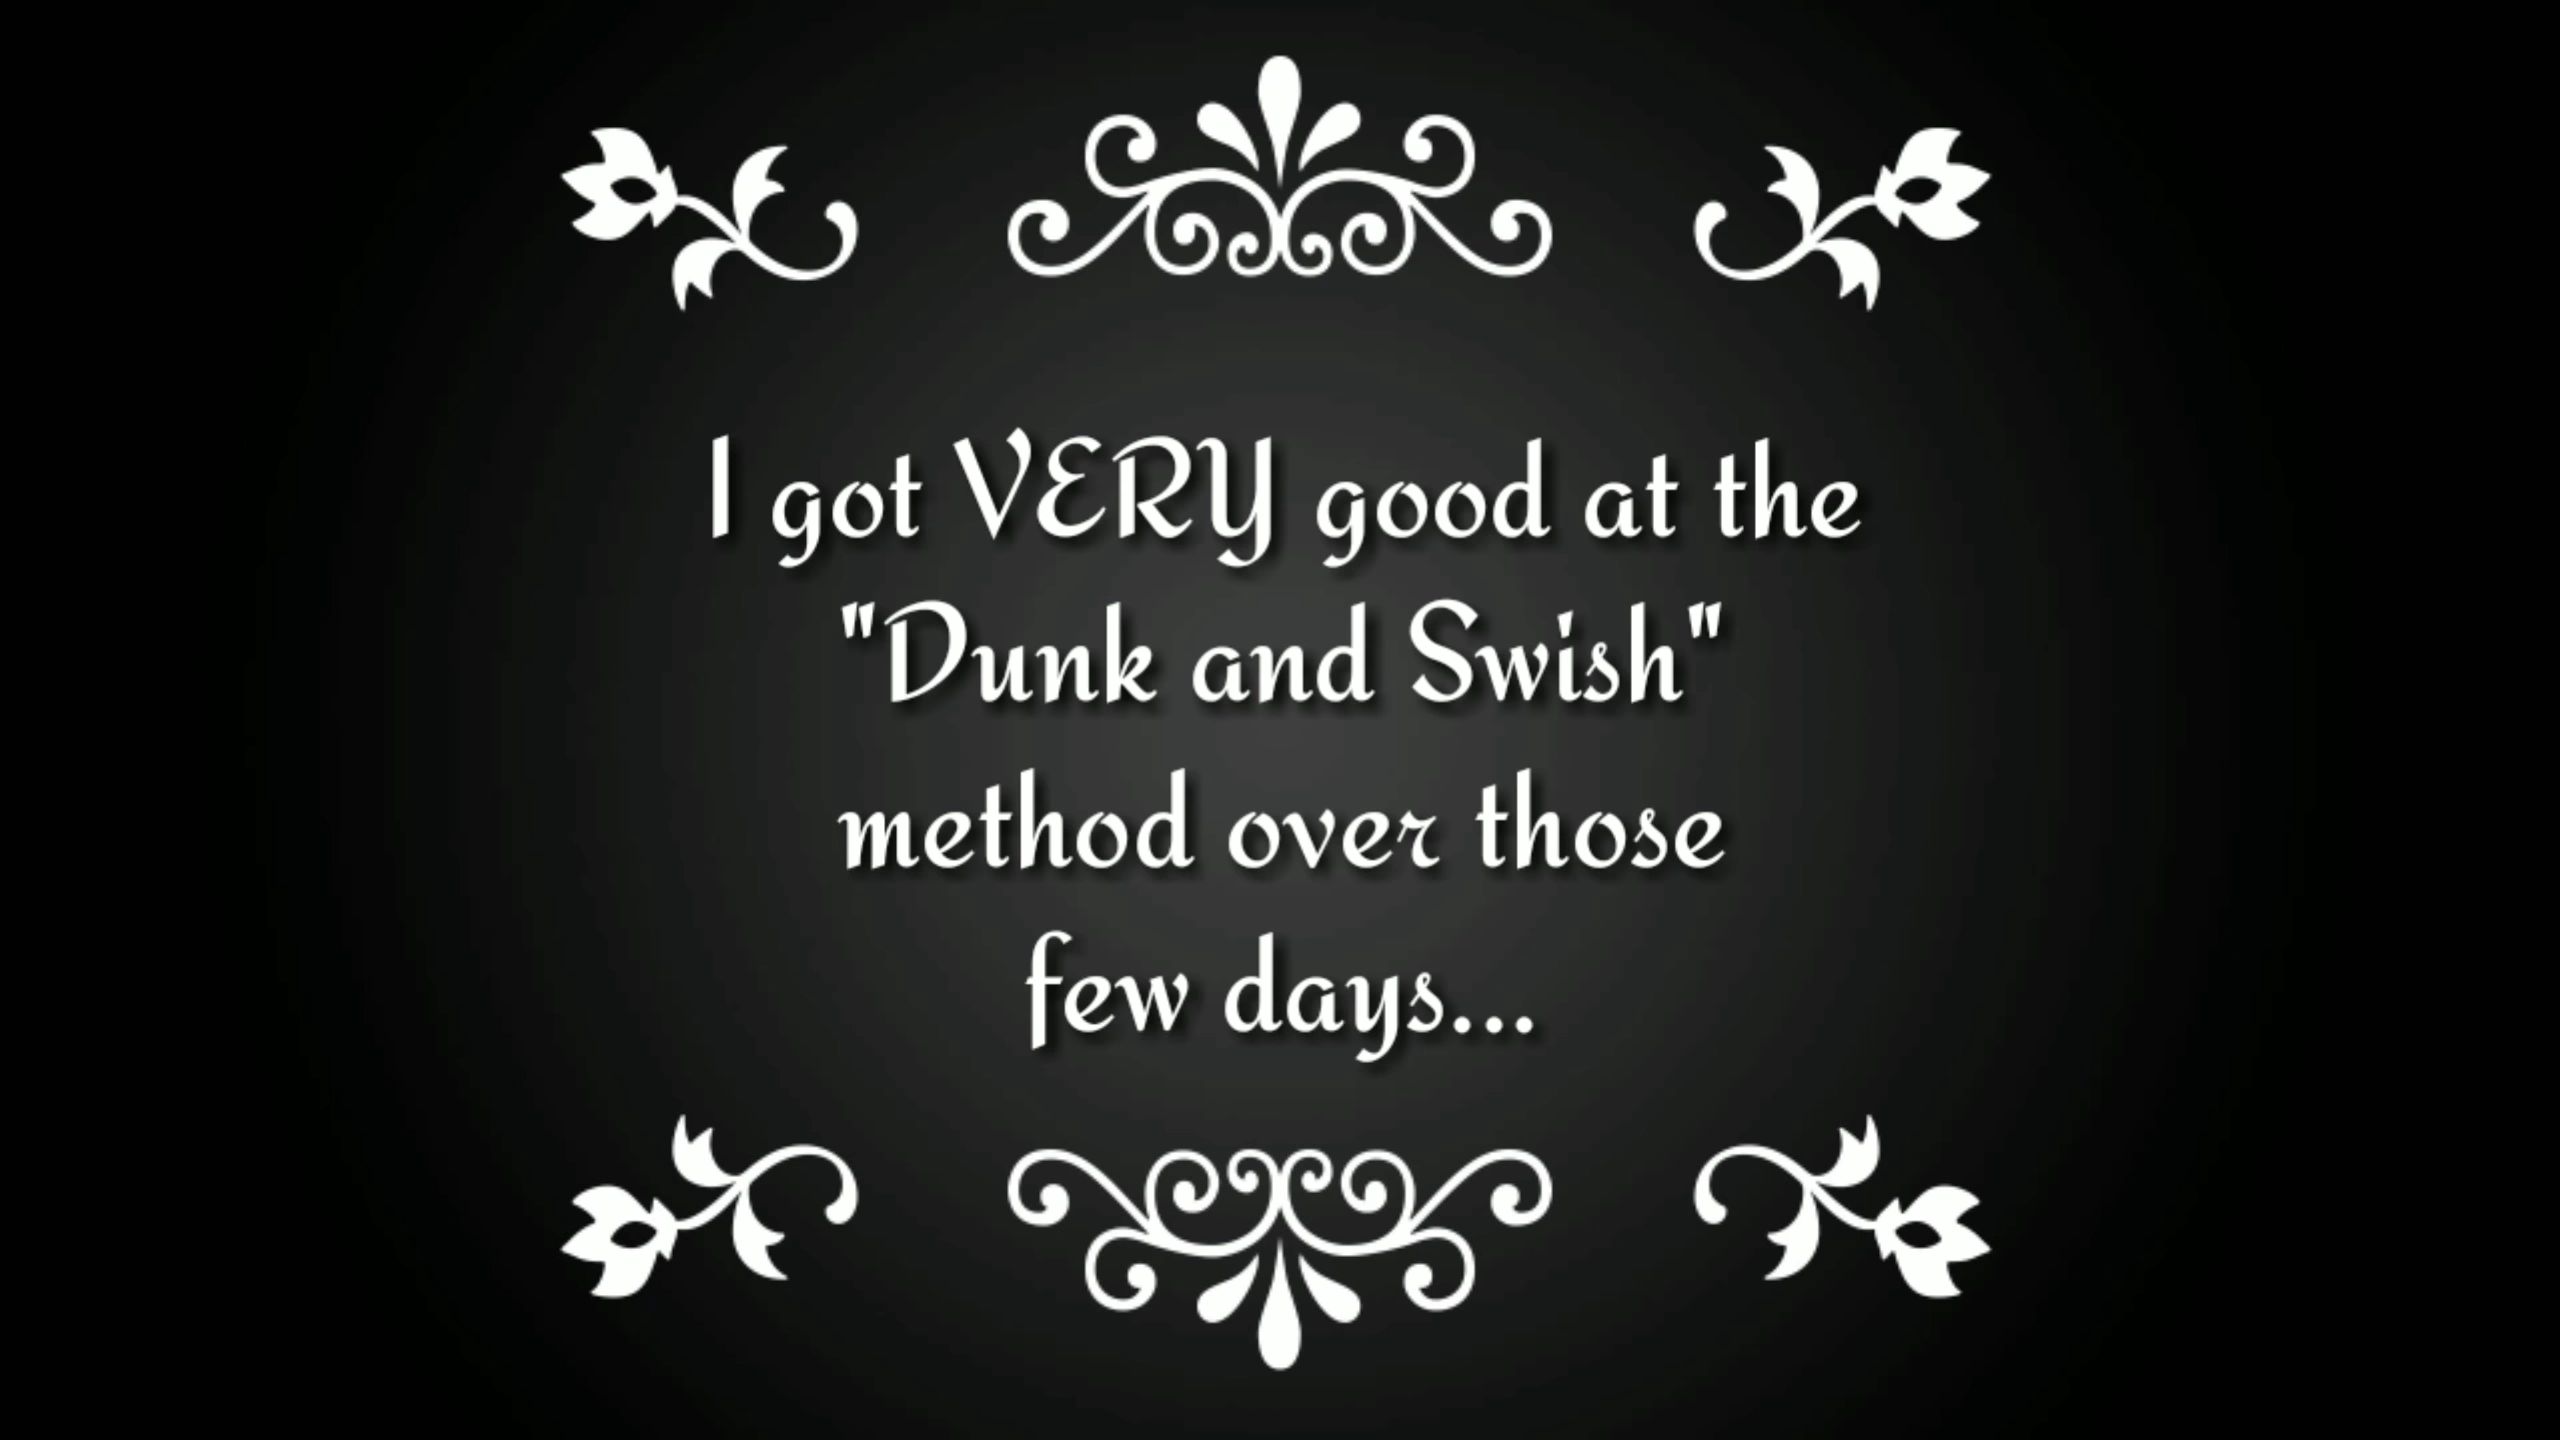 I got VERY good at the
"Dunk and Swish"
method over those
few days...